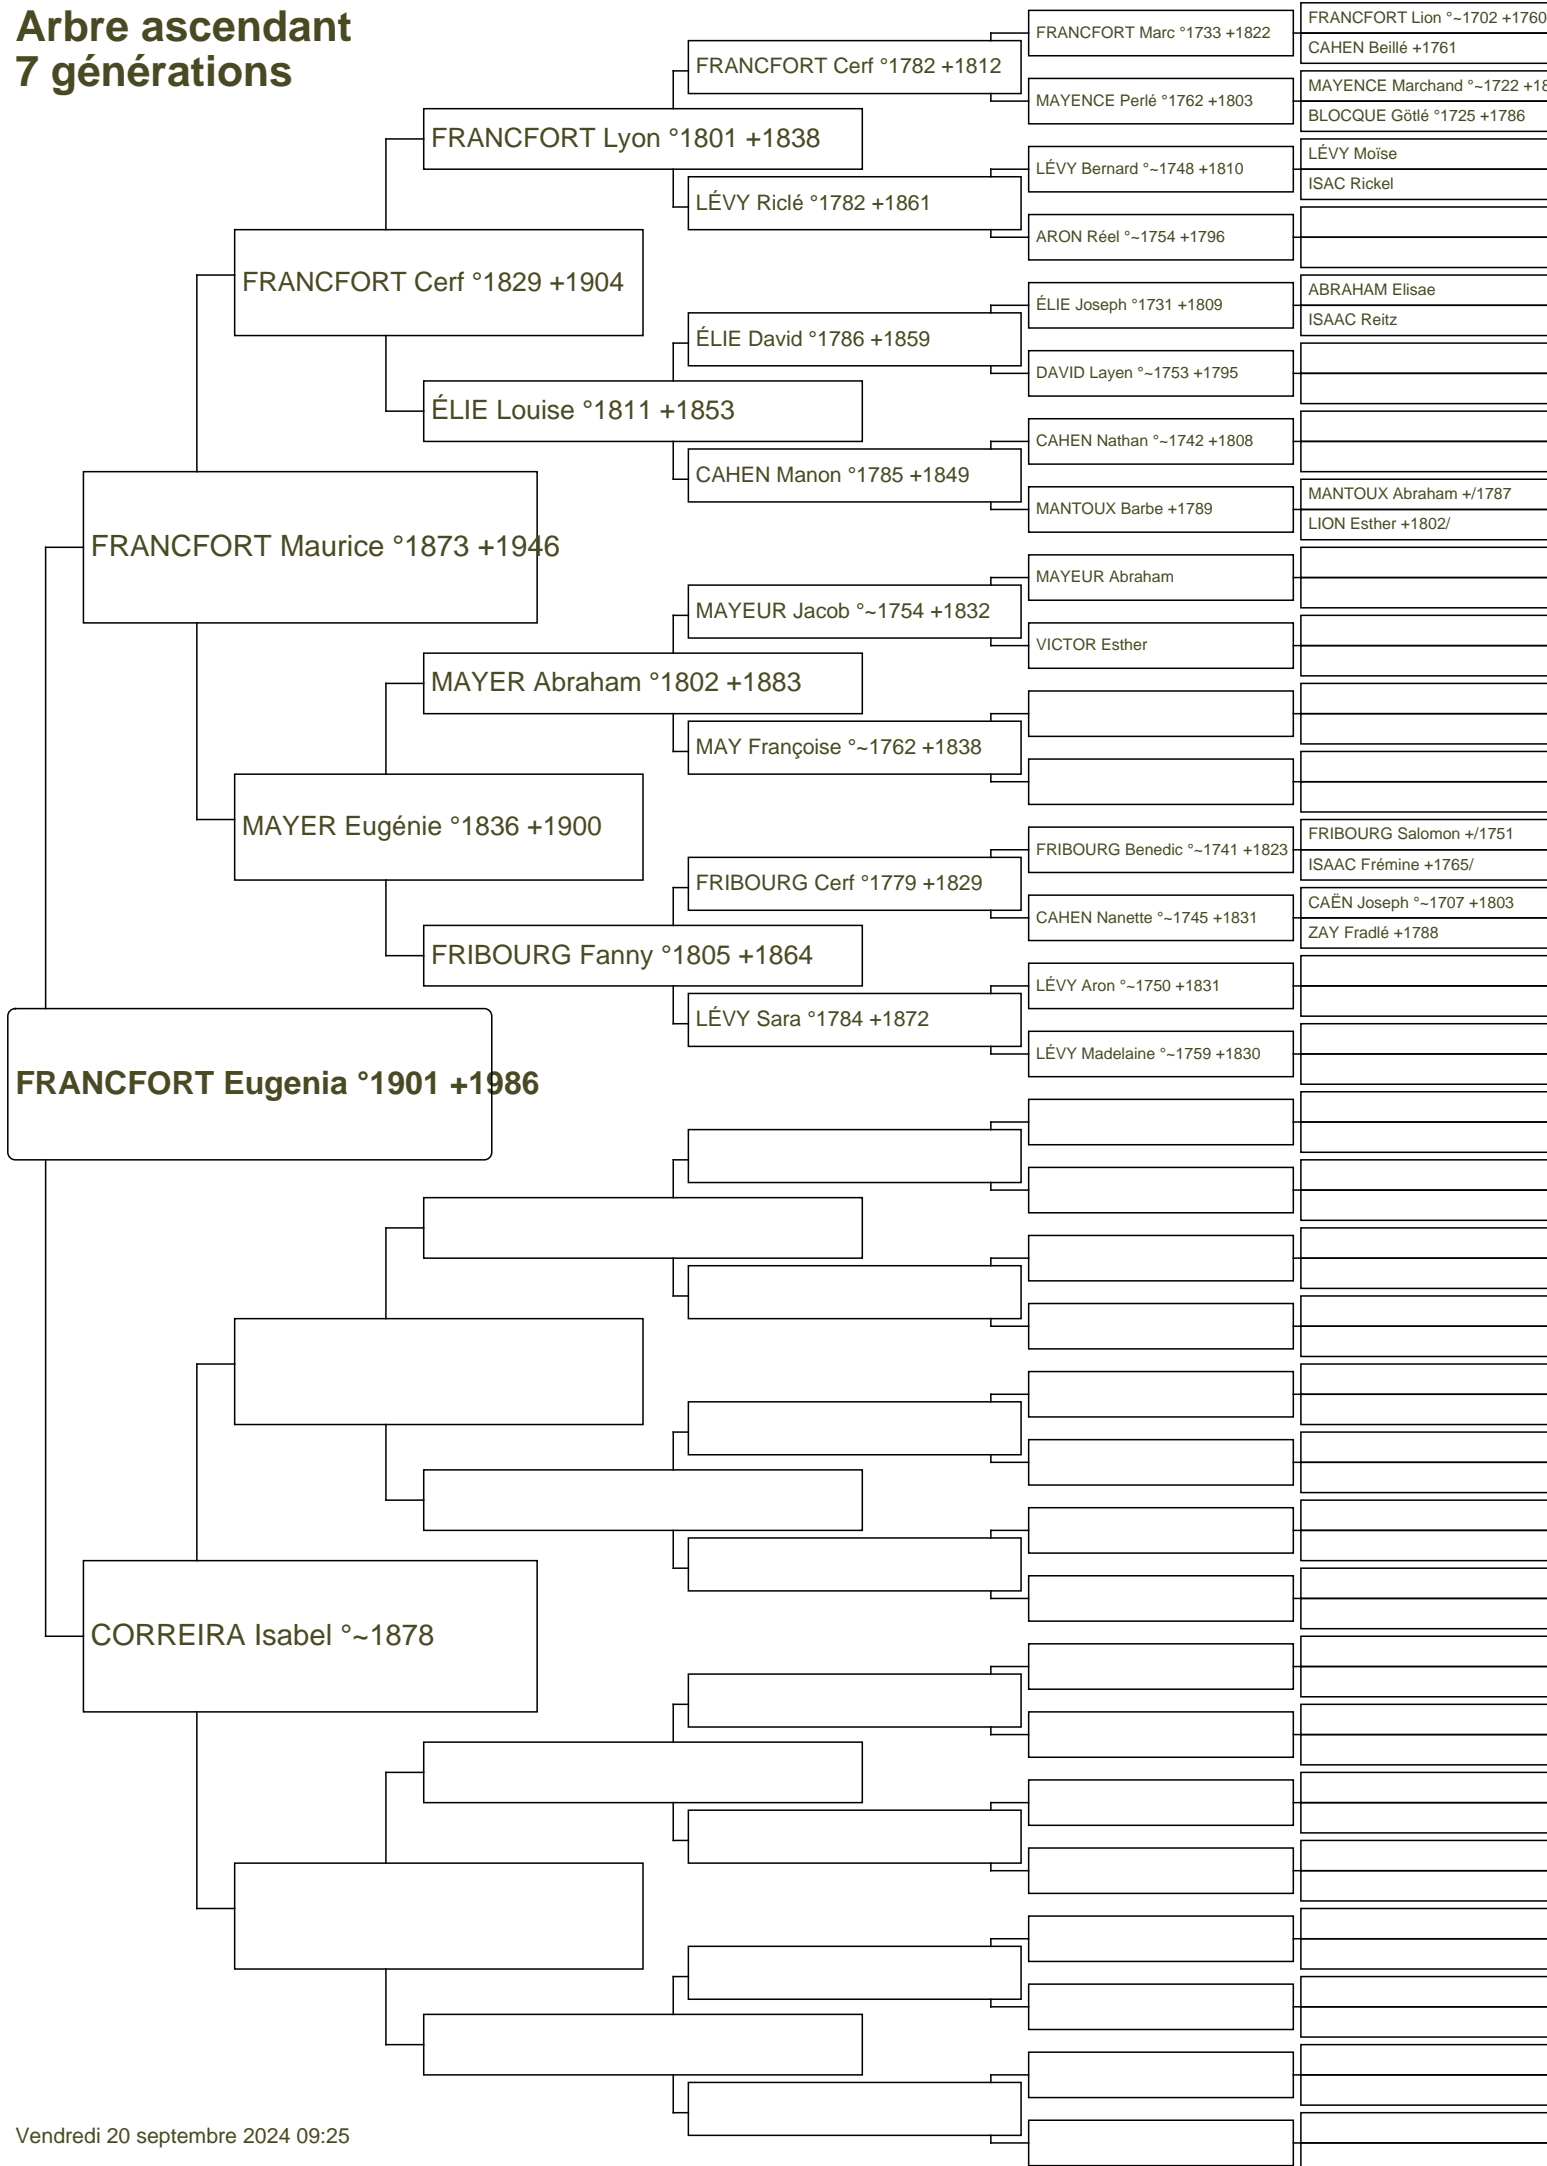 Arbre ascendant
7 générations
FRANCFORT Eugenia °1901 +1986
FRANCFORT Maurice °1873 +1946
CORREIRA Isabel °~1878
FRANCFORT Cerf °1829 +1904
MAYER Eugénie °1836 +1900
FRANCFORT Lyon °1801 +1838
ÉLIE Louise °1811 +1853
MAYER Abraham °1802 +1883
FRIBOURG Fanny °1805 +1864
FRANCFORT Cerf °1782 +1812
LÉVY Riclé °1782 +1861
ÉLIE David °1786 +1859
CAHEN Manon °1785 +1849
MAYEUR Jacob °~1754 +1832
MAY Françoise °~1762 +1838
FRIBOURG Cerf °1779 +1829
LÉVY Sara °1784 +1872
FRANCFORT Marc °1733 +1822
MAYENCE Perlé °1762 +1803
LÉVY Bernard °~1748 +1810
ARON Réel °~1754 +1796
ÉLIE Joseph °1731 +1809
DAVID Layen °~1753 +1795
CAHEN Nathan °~1742 +1808
MANTOUX Barbe +1789
MAYEUR Abraham
VICTOR Esther
FRIBOURG Benedic °~1741 +1823
CAHEN Nanette °~1745 +1831
LÉVY Aron °~1750 +1831
LÉVY Madelaine °~1759 +1830
FRANCFORT Lion °~1702 +1760
CAHEN Beillé +1761
MAYENCE Marchand °~1722
BLOCQUE Götlé °1725 +1786
LÉVY Moïse
ISAC Rickel
ABRAHAM Elisae
ISAAC Reitz
MANTOUX Abraham +/1787
LION Esther +1802/
FRIBOURG Salomon +/1751
ISAAC Frémine +1765/
CAËN Joseph °~1707 +1803
ZAY Fradlé +1788
Vendredi 20 septembre 2024 09:25